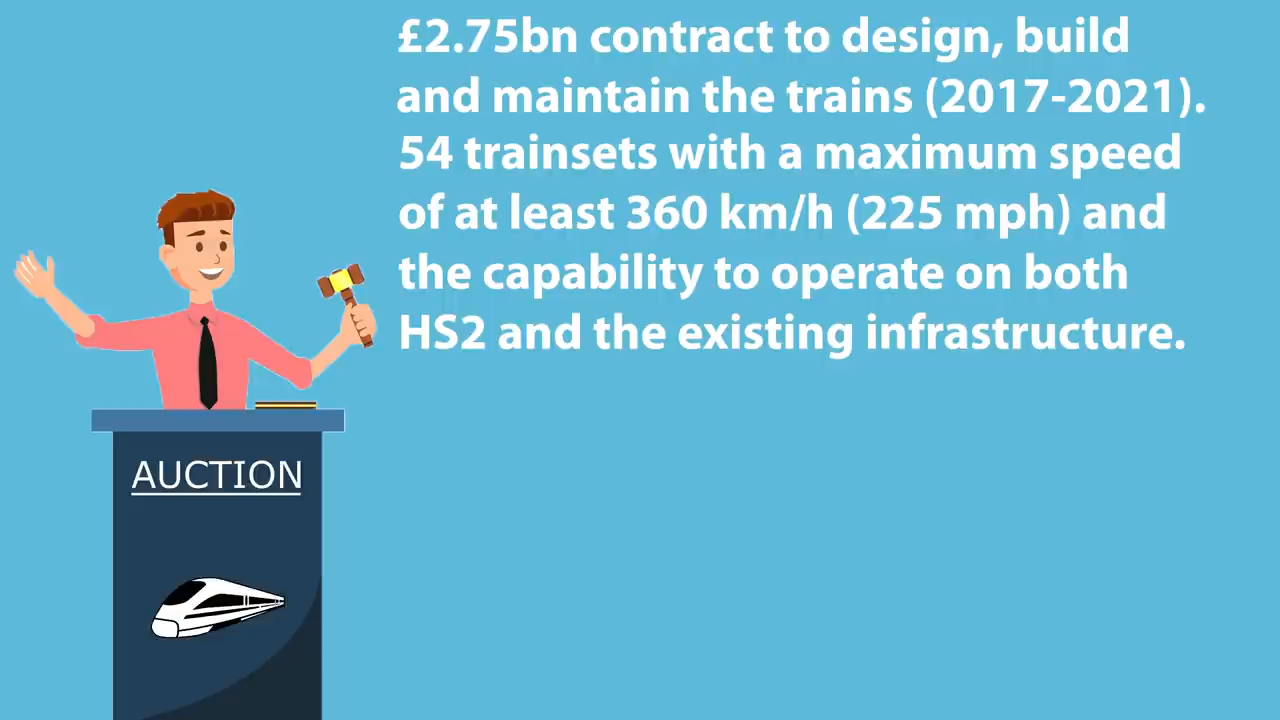 £2.75bn contract to design, build
and maintain the trains (2017-2021).
54 trainsets with a maximum speed
of at least 360 km/h (225 mph) and
the capability to operate on both
HS2 and the existing infrastructure.
AUCTION